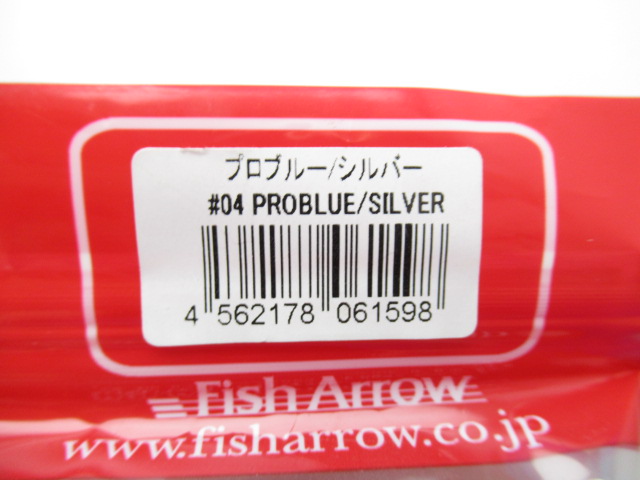 プロブルー/シルバー
#04 PROBLUE/SILVER
4 562178 061598
Fish Arrow
www.fisharrow.co.jp